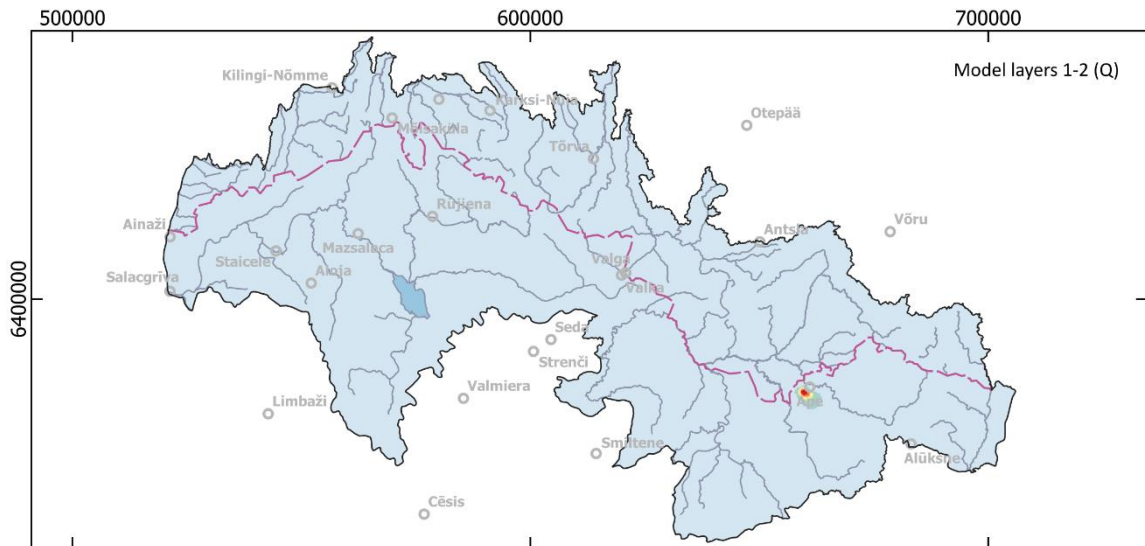 500000
600000
700000
Model layers 1-2 (Q)
Kilingi-Nõmme
Karksi-Nuia
Otepää
Mõisaküla
Tõrva
Rūjiena
Ainaži
Võru
Antsla
Mazsalaca
Staicele
Valga
Salacgrīva
Aloja
Valka
6400000
Seda
Strenči
Valmiera
Limbaži
Ape
Smiltene
Alūksne
Cēsis